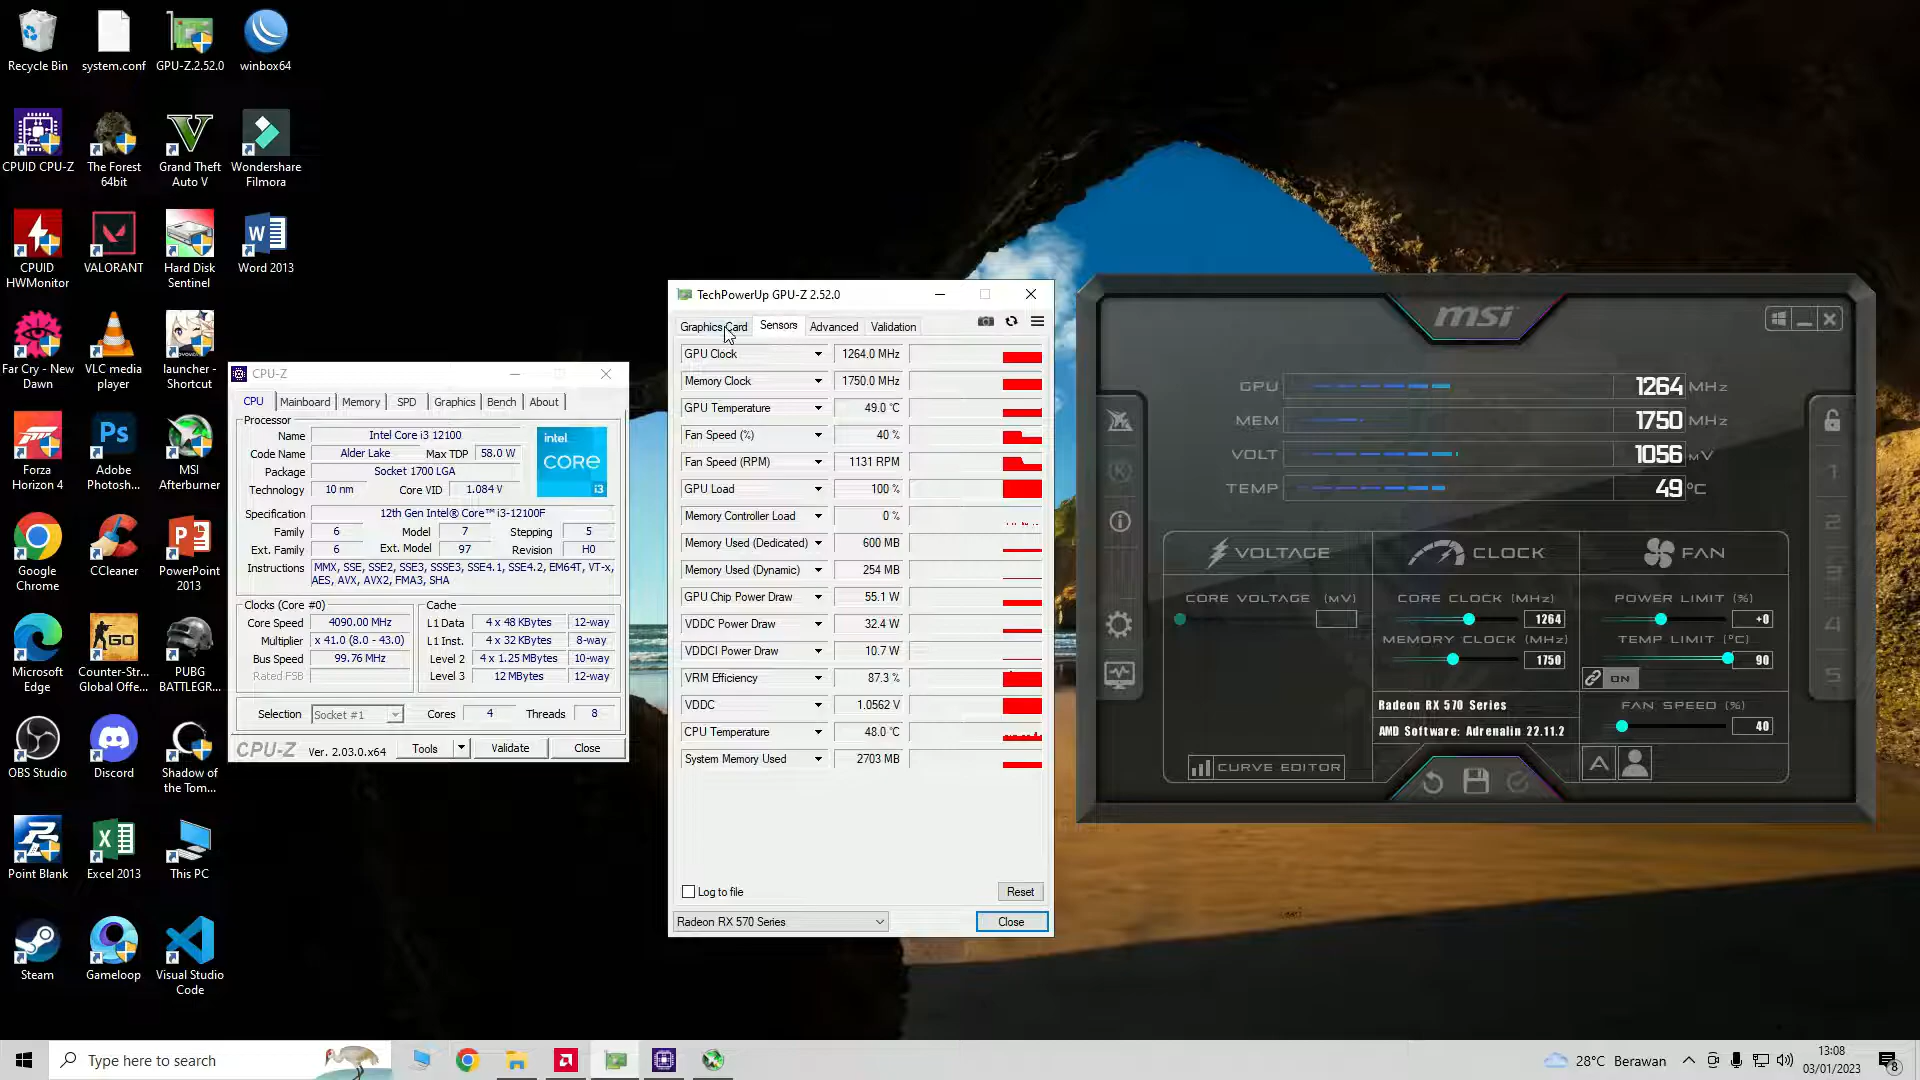 Recycle Bin
system.conf
GPU-Z.2.52.0
winbox64
CPUID CPU-Z
The Forest
64bit
Grand Theft
Auto V
Wondershare
Filmora
CPUID
HWMonitor
VALORANT
Hard Disk
Sentinel
Word 2013
Far Cry - New
Dawn
VLC media
player
launcher -
Shortcut
Forza
Horizon 4
Adobe
Photosh...
MSI
Afterburner
Google
Chrome
CCleaner
PowerPoint
2013
Microsoft
Edge
Counter-Str...
Global Offe...
PUBG
BATTLEGR...
OBS Studio
Discord
Shadow of
the Tom...
Point Blank
Excel 2013
This PC
Steam
Gameloop
Visual Studio
Code
CPU-Z
CPU Mainboard Memory SPD Graphics Bench About
Processor
Name Intel Core i3 12100
Code Name Alder Lake Max TDP 58.0 W
Package Socket 1700 LGA
Technology 10 nm Core VID 1.084 V
intel
CORE
i3
Specification 12th Gen Intel® Core™ i3-12100F
Family 6 Model 7 Stepping 5
Ext. Family 6 Ext. Model 97 Revision H0
Instructions MMX, SSE, SSE2, SSE3, SSSE3, SSE4.1, SSE4.2, EM64T, VT-x,
AES, AVX, AVX2, FMA3, SHA
Clocks (Core #0)
Core Speed 4090.00 MHz
Multiplier x 41.0 (8.0 - 43.0)
Bus Speed 99.76 MHz
Rated FSB
Cache
L1 Data 4 x 48 KBytes 12-way
L1 Inst. 4 x 32 KBytes 8-way
Level 2 4 x 1.25 MBytes 10-way
Level 3 12 MBytes 12-way
Selection Socket #1 Cores 4 Threads 8
CPU-Z Ver. 2.03.0.x64 Tools Validate Close
TechPowerUp GPU-Z 2.52.0
Graphics Card Sensors Advanced Validation
GPU Clock 1264.0 MHz
Memory Clock 1750.0 MHz
GPU Temperature 49.0 °C
Fan Speed (%) 40 %
Fan Speed (RPM) 1131 RPM
GPU Load 100 %
Memory Controller Load 0 %
Memory Used (Dedicated) 600 MB
Memory Used (Dynamic) 254 MB
GPU Chip Power Draw 55.1 W
VDDC Power Draw 32.4 W
VDDCI Power Draw 10.7 W
VRM Efficiency 87.3 %
VDDC 1.0562 V
CPU Temperature 48.0 °C
System Memory Used 2703 MB
Log to file Reset
Radeon RX 570 Series Close
msi
GPU 1264 MHz
MEM 1750 MHz
VOLT 1056 mV
TEMP 49 °C
VOLTAGE
CORE VOLTAGE (MV)
CURVE EDITOR
CLOCK
CORE CLOCK (MHz)
1264
MEMORY CLOCK (MHz)
1750
Radeon RX 570 Series
AMD Software: Adrenalin 22.11.2
FAN
POWER LIMIT (%)
+0
TEMP LIMIT (°C)
90
ON
FAN SPEED (%)
40
A
1
2
3
4
5
Type here to search
28°C Berawan
13:08
03/01/2023
8